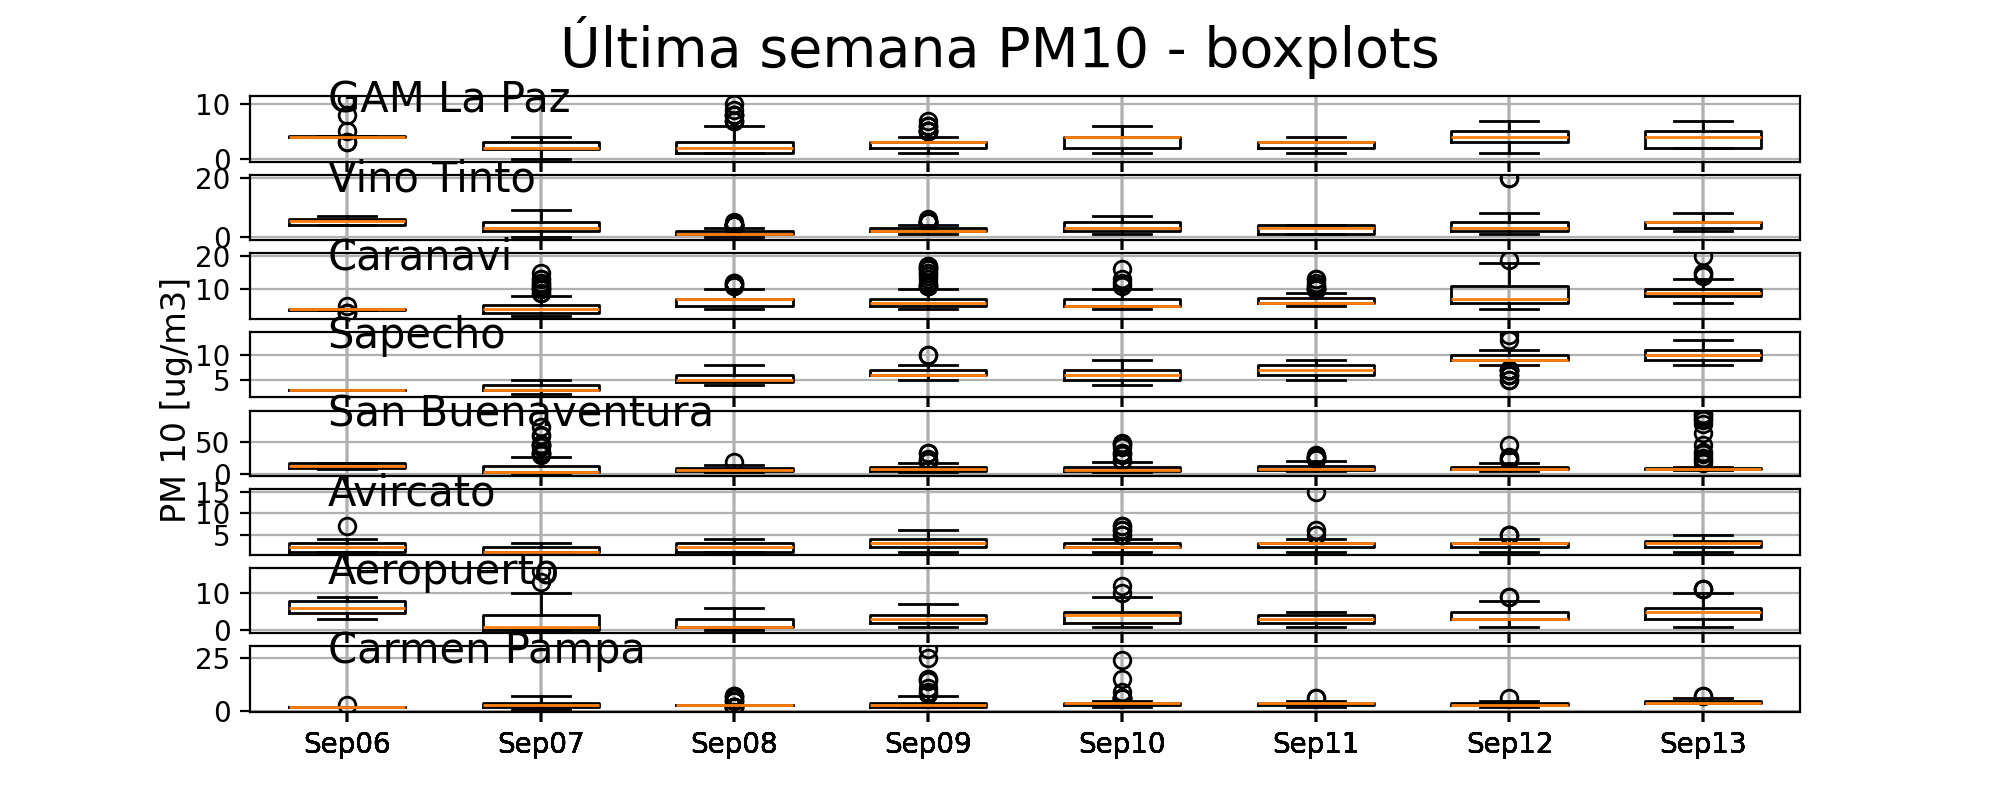 Última semana PM10 - boxplots
PM 10 [ug/m3]
GAM La Paz
10
0
Vino Tinto
20
0
Caranavi
20
10
Sapecho
10
5
San Buenaventura
50
0
Avircato
15
10
5
Aeropuerto
10
0
Carmen Pampa
25
0
Sep06 Sep07 Sep08 Sep09 Sep10 Sep11 Sep12 Sep13